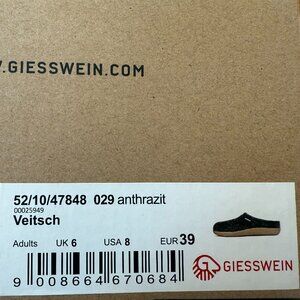 .GIESSWEIN.COM
52/10/47848 029 anthrazit
00025949
Veitsch
Adults UK 6 USA 8 EUR 39
GIESSWEIN
9 008664 670684